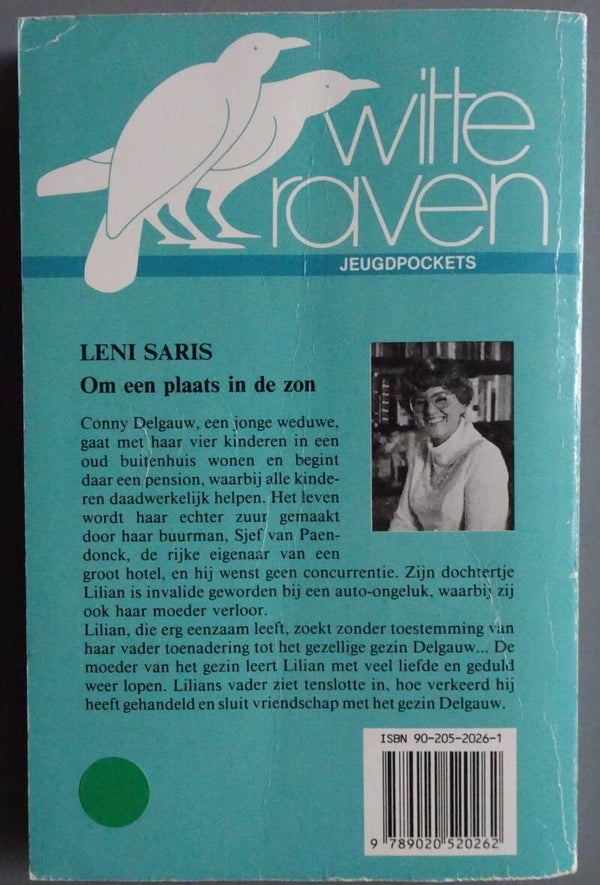 witte
raven
JEUGDPOCKETS
LENI SARIS
Om een plaats in de zon
Conny Delgauw, een jonge weduwe,
gaat met haar vier kinderen in een
oud buitenhuis wonen en begint
daar een pension, waarbij alle kinde-
ren daadwerkelijk helpen. Het leven
wordt haar echter zuur gemaakt
door haar buurman, Sjef van Paen-
donck, de rijke eigenaar van een
groot hotel, en hij wenst geen concurrentie. Zijn dochtertje
Lilian is invalide geworden bij een auto-ongeluk, waarbij zij
ook haar moeder verloor.
Lilian, die erg eenzaam leeft, zoekt zonder toestemming van
haar vader toenadering tot het gezellige gezin Delgauw... De
moeder van het gezin leert Lilian met veel liefde en geduld
weer lopen. Lilians vader ziet tenslotte in, hoe verkeerd hij
heeft gehandeld en sluit vriendschap met het gezin Delgauw.
ISBN 90-205-2026-1
9 789020 520262